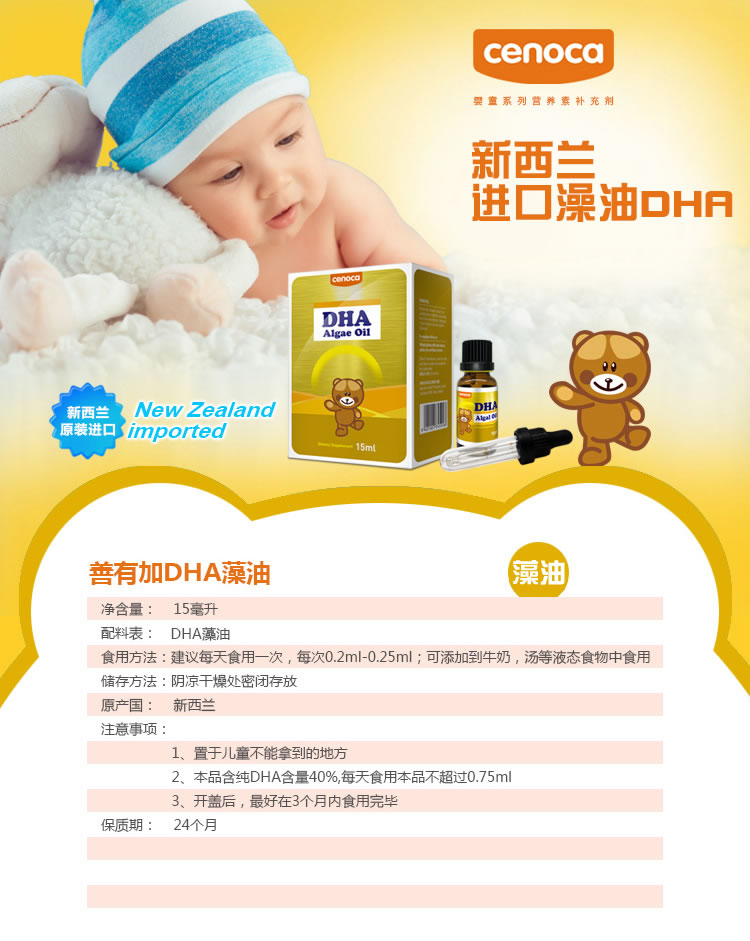 cenoca
婴童系列营养素补充剂
新西兰
进口澡油DHA
cenoca
DHA
Algae Oil
Dietary Supplement 15ml
cenoca
DHA
Algal Oil
新西兰
原装进口
New Zealand
imported
善有加DHA藻油
藻油
净含量： 15毫升
配料表： DHA藻油
食用方法：建议每天食用一次，每次0.2ml-0.25ml；可添加到牛奶，汤等液态食物中食用
储存方法：阴凉干燥处密闭存放
原产国： 新西兰
注意事项：
1、置于儿童不能拿到的地方
2、本品含纯DHA含量40%,每天食用本品不超过0.75ml
3、开盖后，最好在3个月内食用完毕
保质期： 24个月